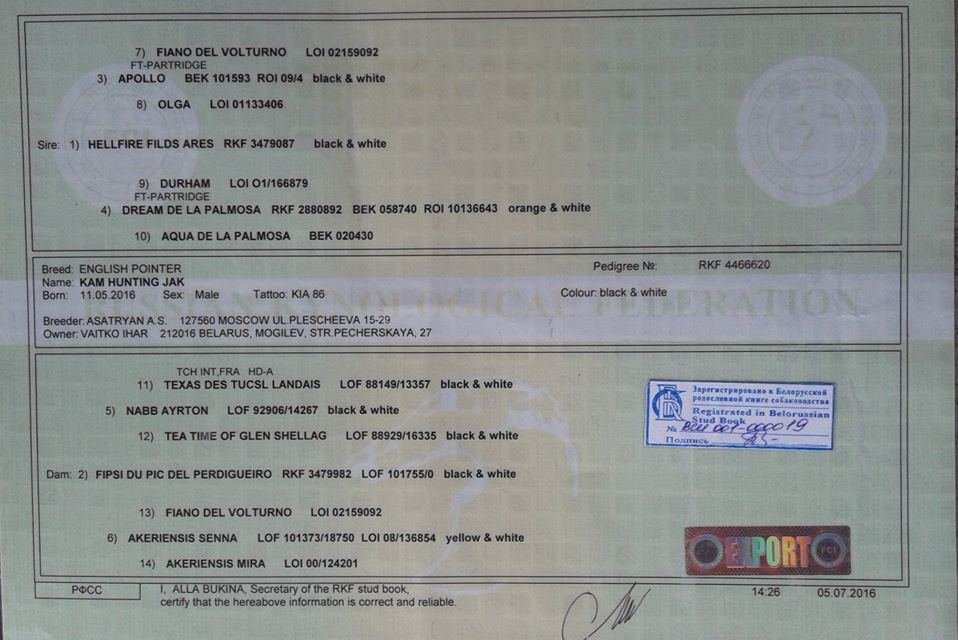 7) FIANO DEL VOLTURNO LOI 02159092
FT-PARTRIDGE
3) APOLLO BEK 101593 ROI 09/4 black & white
8) OLGA LOI 01133406
Sire: 1) HELLFIRE FILDS ARES RKF 3479087 black & white
9) DURHAM LOI O1/166879
FT-PARTRIDGE
4) DREAM DE LA PALMOSA RKF 2880892 BEK 058740 ROI 10136643 orange & white
10) AQUA DE LA PALMOSA BEK 020430
Breed: ENGLISH POINTER Pedigree №: RKF 4466620
Name: KAM HUNTING JAK
Born: 11.05.2016 Sex: Male Tattoo: KIA 86 Colour: black & white
Breeder: ASATRYAN A.S. 127560 MOSCOW UL.PLESCHEEVA 15-29
Owner: VAITKO IHAR 212016 BELARUS, MOGILEV, STR.PECHERSKAYA, 27
TCH INT,FRA HD-A
11) TEXAS DES TUCSL LANDAIS LOF 88149/13357 black & white
5) NABB AYRTON LOF 92906/14267 black & white
12) TEA TIME OF GLEN SHELLAG LOF 88929/16335 black & white
Dam: 2) FIPSI DU PIC DEL PERDIGUEIRO RKF 3479982 LOF 101755/0 black & white
13) FIANO DEL VOLTURNO LOI 02159092
6) AKERIENSIS SENNA LOF 101373/18750 LOI 08/136854 yellow & white
14) AKERIENSIS MIRA LOI 00/124201
Зарегистрировано в Белорусской
родословной книге собаководства
Registrated in Belorussian
Stud Book
№ 001-000019
Подпись
EXPORT FCI
РФСС
I, ALLA BUKINA, Secretary of the RKF stud book,
certify that the hereabove information is correct and reliable.
14:26 05.07.2016